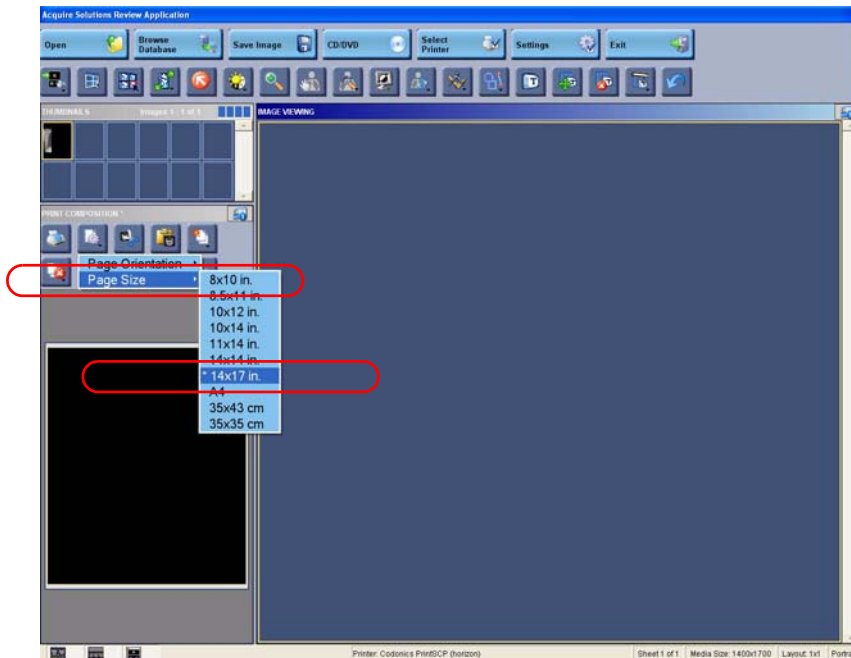 Acquire Solutions Review Application
Open Browse Database Save Image CD/DVD Select Printer Settings Exit
THUMBNAILS Images 1 : 1 of 1 IMAGE VIEWING
PRINT COMPOSITION *
Page Orientation
Page Size
8x10 in.
8.5x11 in.
10x12 in.
10x14 in.
11x14 in.
14x14 in.
* 14x17 in.
A4
35x43 cm
35x35 cm
Printer: Codonics PrintSCP (horizon) Sheet 1 of 1 Media Size: 1400x1700 Layout: 1x1